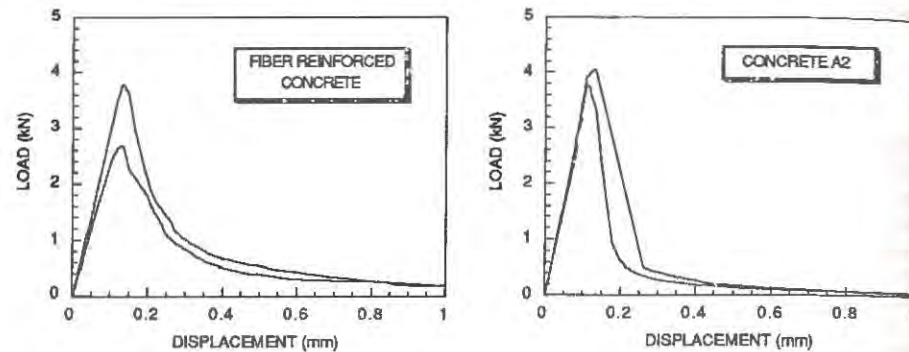 5
4
3
2
1
0
LOAD (kN)
FIBER REINFORCED
CONCRETE
0 0.2 0.4 0.6 0.8 1
DISPLACEMENT (mm)
5
4
3
2
1
0
LOAD (kN)
CONCRETE A2
0 0.2 0.4 0.6 0.8
DISPLACEMENT (mm)